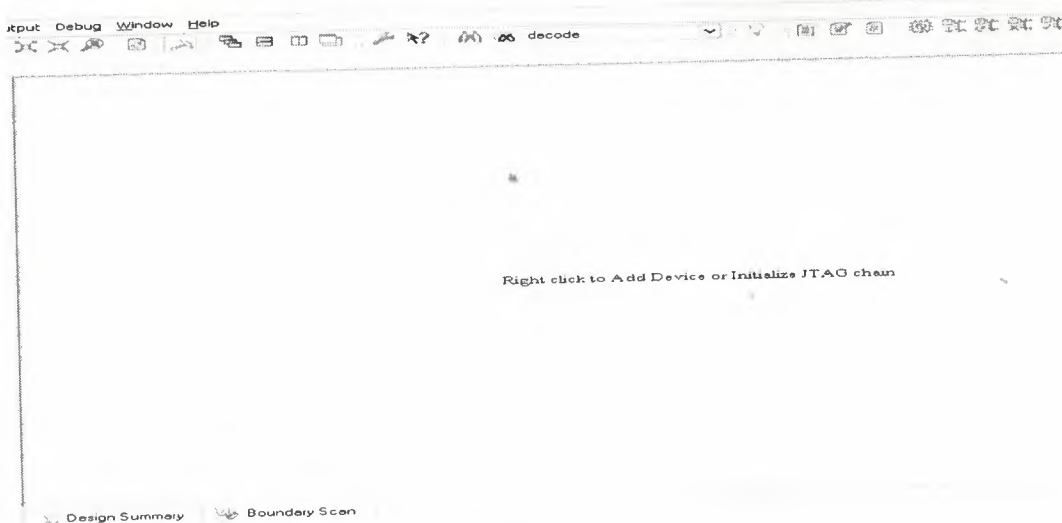 tput Debug Window Help
decode
Right click to Add Device or Initialize JTAG chain
Design Summary Boundary Scan